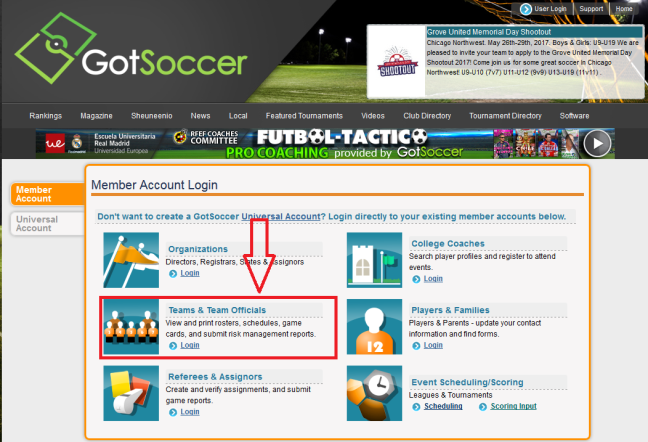 User Login Support Home
GotSoccer
SHOOTOUT
Grove United Memorial Day Shootout
Chicago Northwest. May 26th-29th, 2017. Boys & Girls: U9-U19 We are
pleased to invite your team to apply to the Grove United Memorial Day
Shootout 2017! Come join us for some great soccer in Chicago
Northwest! U9-U10 (7v7) U11-U12 (9v9) U13-U19 (11v11) .
Rankings Magazine Sheuneenio News Local Featured Tournaments Videos Club Directory Tournament Directory Software
ue
Escuela Universitaria
Real Madrid
Universidad Europea
REEF COACHES
COMMITTEE
FUTBOL-TACTICO
PRO COACHING provided by GotSoccer
Member
Account
Universal
Account
Member Account Login
Don't want to create a GotSoccer Universal Account? Login directly to your existing member accounts below.
Organizations
Directors, Registrars, States & Assignors
Login
College Coaches
Search player profiles and register to attend
events.
Login
Teams & Team Officials
View and print rosters, schedules, game
cards, and submit risk management reports.
Login
12
Players & Families
Players & Parents - update your contact
information and find forms.
Login
Referees & Assignors
Create and verify assignments, and submit
game reports.
Login
Event Scheduling/Scoring
Leagues & Tournaments
Scheduling Scoring Input